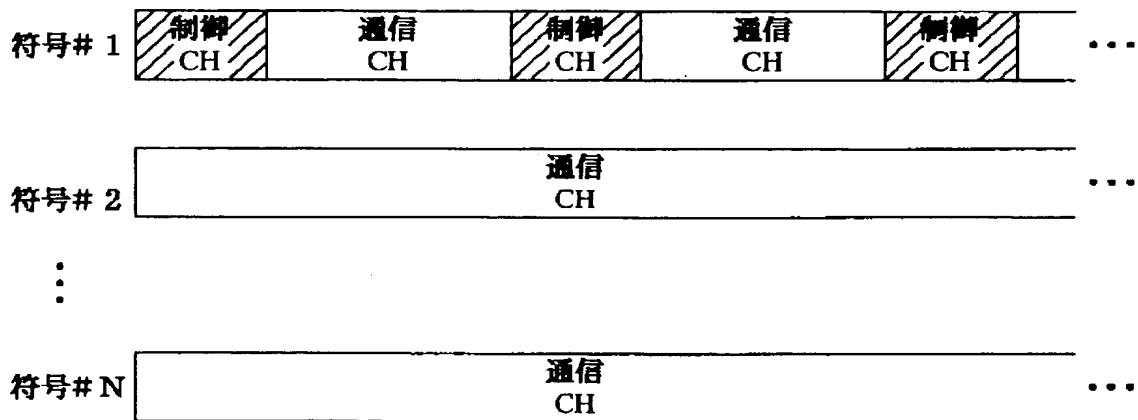 符号# 1 制御 通信 制御 通信 制御 ・・・
CH CH CH CH CH
通信
符号# 2 CH ・・・
⋮
通信
符号# N CH ・・・